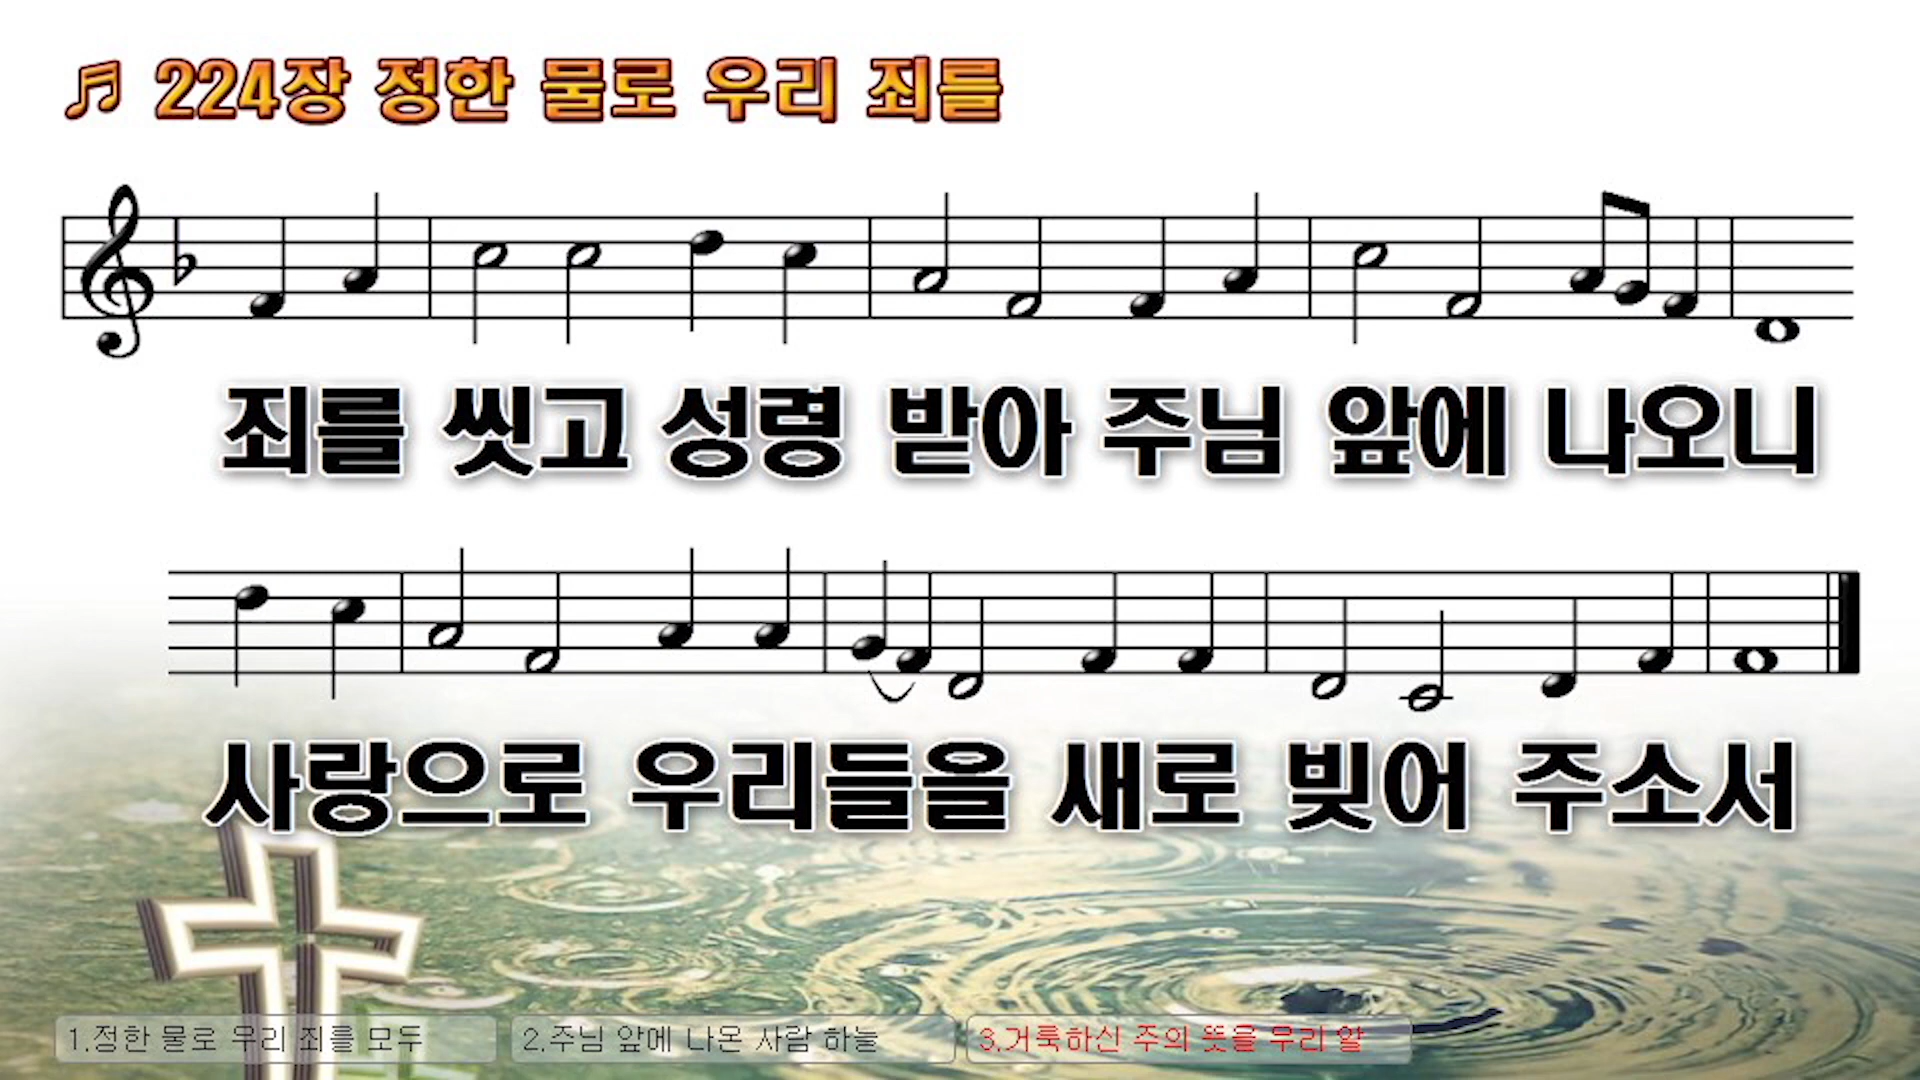 224장 정한 물로 우리 죄를
죄를 씻고 성령 받아 주님 앞에 나오니
사랑으로 우리들을 새로 빚어 주소서
1.정한 물로 우리 죄를 모두
2.주님 앞에 나온 사람 하늘
3.거룩하신 주의 뜻을 무리 알